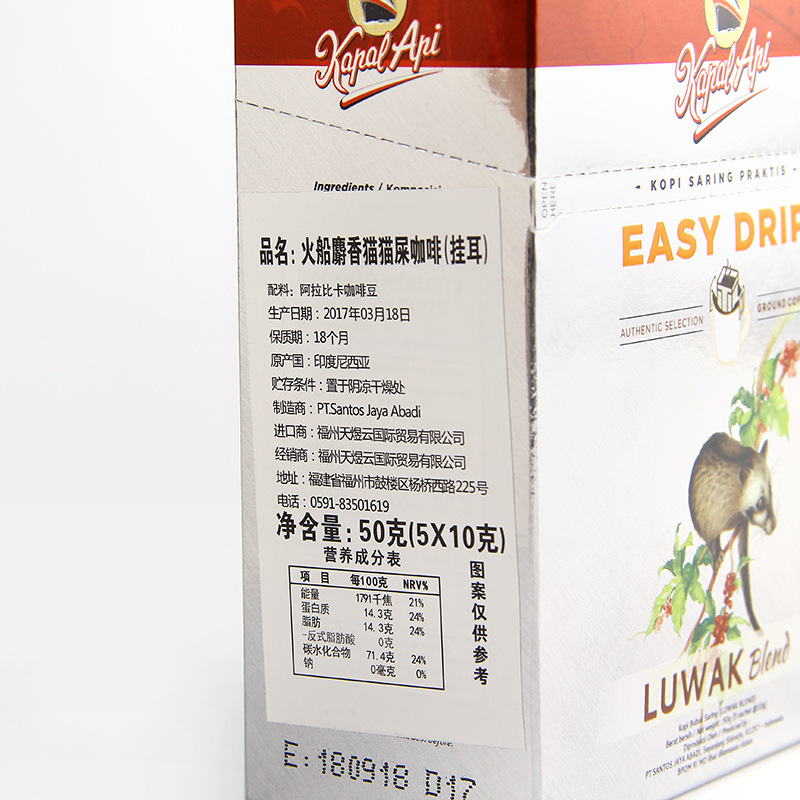 Kapal Api
Ingredients /
品名：火船麝香猫猫屎咖啡(挂耳)
配料：阿拉比卡咖啡豆
生产日期：2017年03月18日
保质期：18个月
原产国：印度尼西亚
贮存条件：置于阴凉干燥处
制造商：PT.Santos Jaya Abadi
进口商：福州天煜云国际贸易有限公司
经销商：福州天煜云国际贸易有限公司
地址：福建省福州市鼓楼区杨桥西路225号
电话：0591-83501619
净含量：50克(5X10克)
营养成分表
项 目 每100克 NRV%
能量 1791千焦 21%
蛋白质 14.3克 24%
脂肪 14.3克 24%
-反式脂肪酸 0克
碳水化合物 71.4克 24%
钠 0毫克 0%
图案仅供参考
E:180918 D17
Kapal Api
OPEN HERE
KOPI SARING PRAKTIS
EASY DRIP
AUTHENTIC SELECTION
GROUND
LUWAK Blend
Kopi Bubuk Saring (LUWAK BLEND)
PT SANTOS JAYA ABADI,